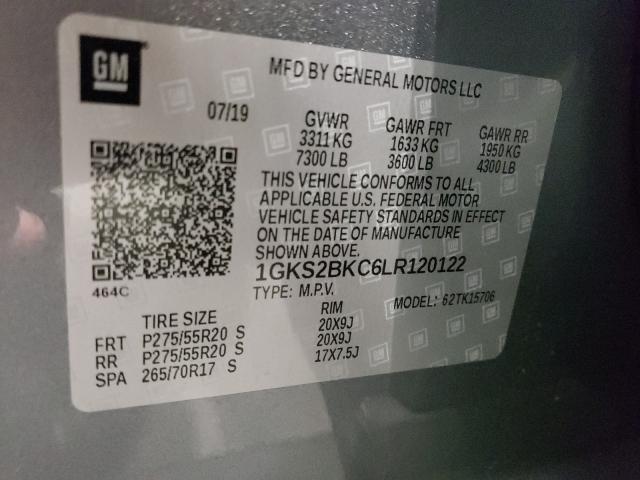 GM
MFD BY GENERAL MOTORS LLC
07/19
GVWR GAWR FRT GAWR RR
3311 KG 1633 KG 1950 KG
7300 LB 3600 LB 4300 LB
THIS VEHICLE CONFORMS TO ALL
APPLICABLE U.S. FEDERAL MOTOR
VEHICLE SAFETY STANDARDS IN EFFECT
ON THE DATE OF MANUFACTURE
SHOWN ABOVE.
1GKS2BKC6LR120122
464C
TYPE: M.P.V. MODEL: 62TK15706
TIRE SIZE RIM
FRT P275/55R20 S 20X9J
RR P275/55R20 S 20X9J
SPA 265/70R17 S 17X7.5J